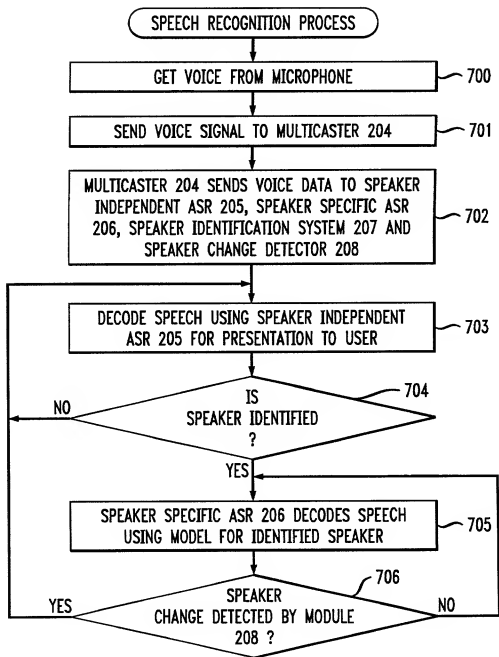 SPEECH RECOGNITION PROCESS
GET VOICE FROM MICROPHONE
700
SEND VOICE SIGNAL TO MULTICASTER 204
701
MULTICASTER 204 SENDS VOICE DATA TO SPEAKER
INDEPENDENT ASR 205, SPEAKER SPECIFIC ASR
206, SPEAKER IDENTIFICATION SYSTEM 207 AND
SPEAKER CHANGE DETECTOR 208
702
DECODE SPEECH USING SPEAKER INDEPENDENT
ASR 205 FOR PRESENTATION TO USER
703
704
IS
SPEAKER IDENTIFIED
?
NO
YES
SPEAKER SPECIFIC ASR 206 DECODES SPEECH
USING MODEL FOR IDENTIFIED SPEAKER
705
706
SPEAKER
CHANGE DETECTED BY MODULE
208 ?
YES
NO